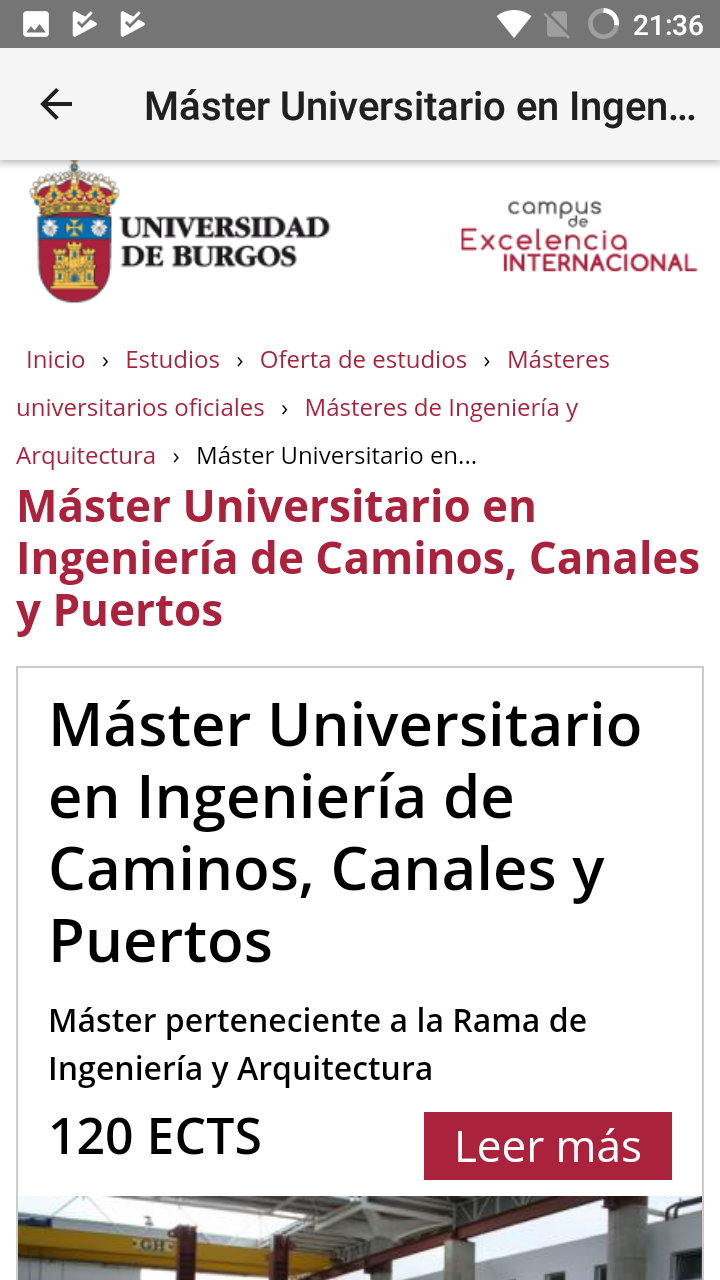 21:36
Máster Universitario en Ingen...
UNIVERSIDAD
DE BURGOS
campus
de
Excelencia
INTERNACIONAL
Inicio › Estudios › Oferta de estudios › Másteres
universitarios oficiales › Másteres de Ingeniería y
Arquitectura › Máster Universitario en...
Máster Universitario en
Ingeniería de Caminos, Canales
y Puertos
Máster Universitario
en Ingeniería de
Caminos, Canales y
Puertos
Máster perteneciente a la Rama de
Ingeniería y Arquitectura
120 ECTS
Leer más
GH